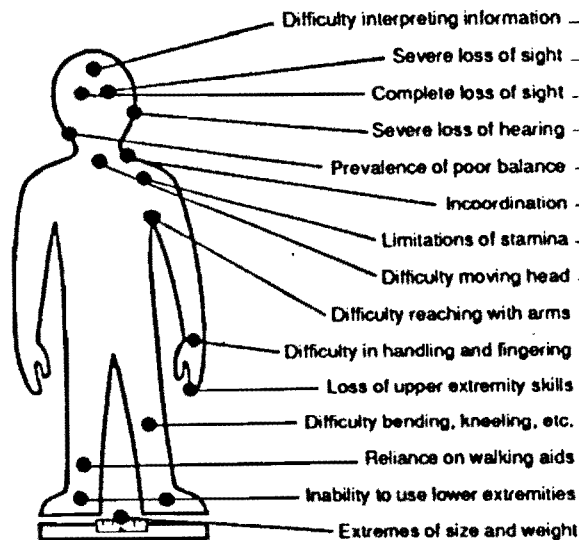 Difficulty interpreting information
Severe loss of sight
Complete loss of sight
Severe loss of hearing
Prevalence of poor balance
Incoordination
Limitations of stamina
Difficulty moving head
Difficulty reaching with arms
Difficulty in handling and fingering
Loss of upper extremity skills
Difficulty bending, kneeling, etc.
Reliance on walking aids
Inability to use lower extremities
Extremes of size and weight